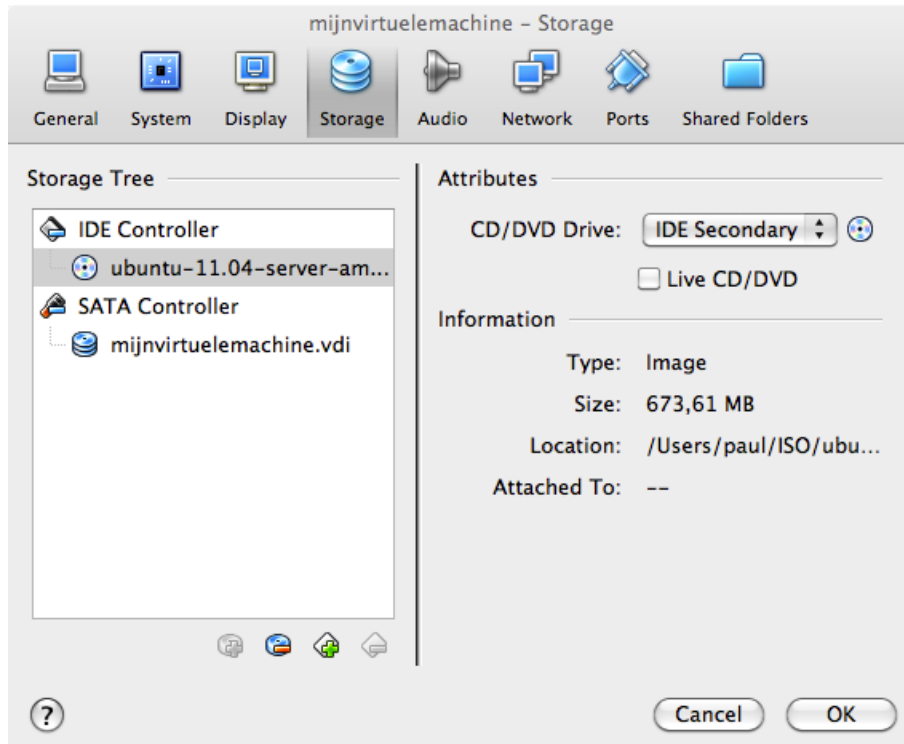 mijnvirtuelemachine – Storage
General System Display Storage Audio Network Ports Shared Folders
Storage Tree
IDE Controller
ubuntu-11.04-server-am...
SATA Controller
mijnvirtuelemachine.vdi
Attributes
CD/DVD Drive: IDE Secondary
Live CD/DVD
Information
Type: Image
Size: 673,61 MB
Location: /Users/paul/ISO/ubu...
Attached To: --
?
Cancel OK